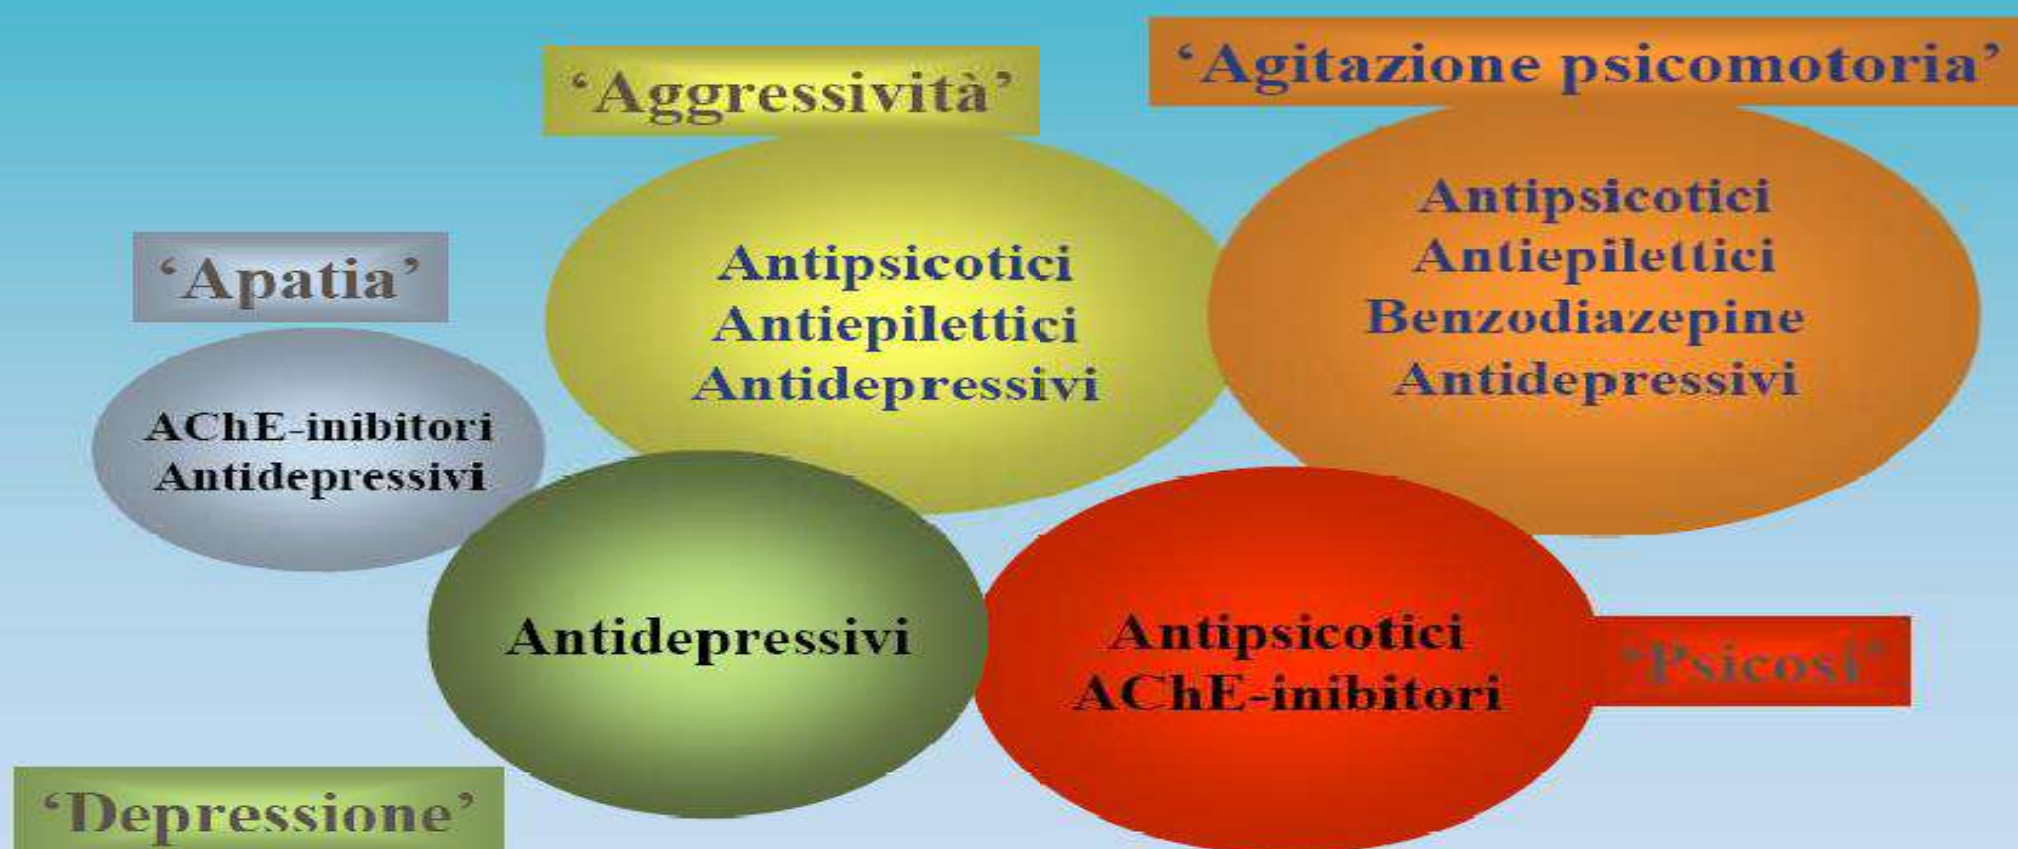 ‘Aggressività’
‘Agitazione psicomotoria’
‘Apatia’
AChE-inibitori
Antidepressivi
Antipsicotici
Antiepilettici
Antidepressivi
Antipsicotici
Antiepilettici
Benzodiazepine
Antidepressivi
Antidepressivi
‘Depressione’
Antipsicotici
AChE-inibitori
‘Psicosi’